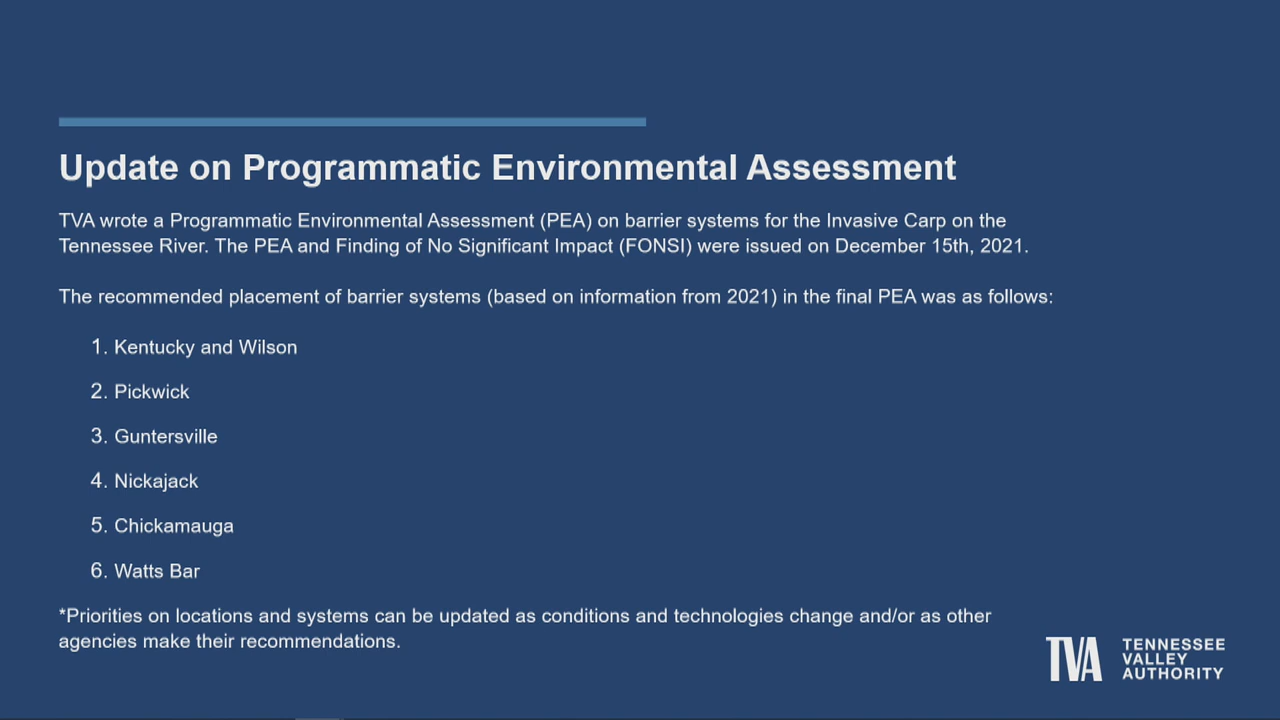 Update on Programmatic Environmental Assessment
TVA wrote a Programmatic Environmental Assessment (PEA) on barrier systems for the Invasive Carp on the
Tennessee River. The PEA and Finding of No Significant Impact (FONSI) were issued on December 15th, 2021.
The recommended placement of barrier systems (based on information from 2021) in the final PEA was as follows:
1. Kentucky and Wilson
2. Pickwick
3. Guntersville
4. Nickajack
5. Chickamauga
6. Watts Bar
*Priorities on locations and systems can be updated as conditions and technologies change and/or as other
agencies make their recommendations.
TVA
TENNESSEE
VALLEY
AUTHORITY